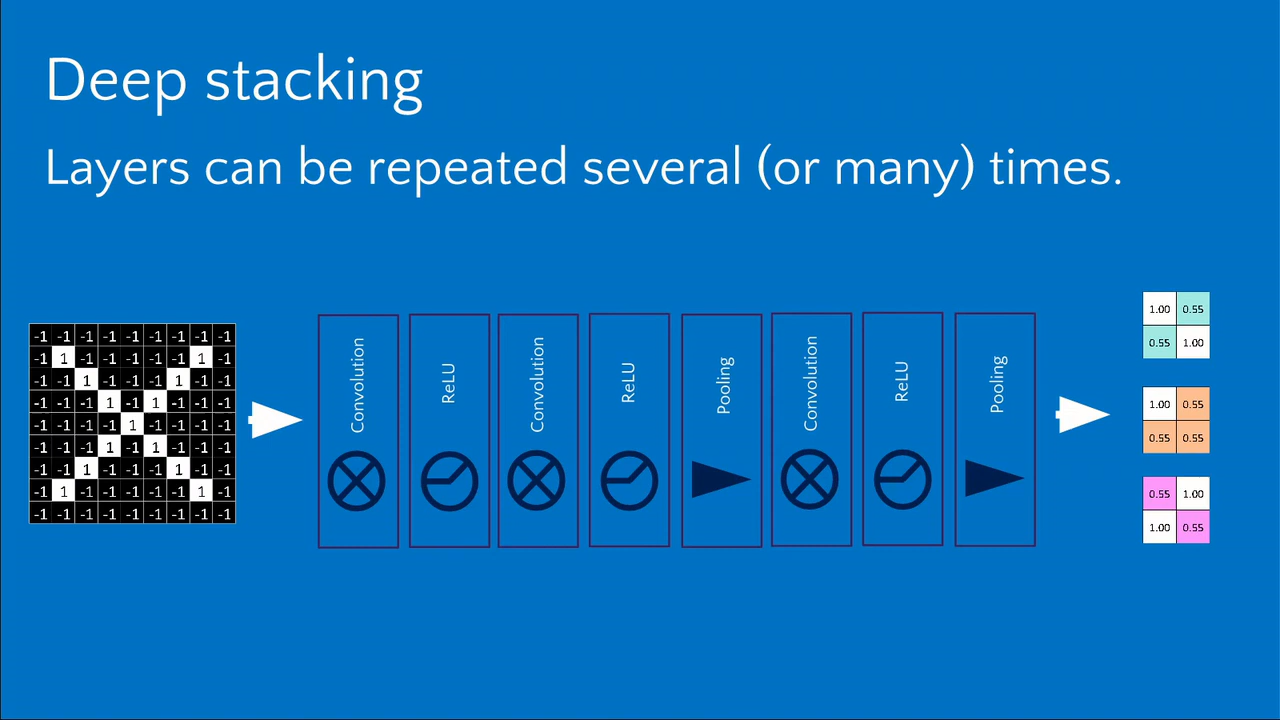 Deep stacking
Layers can be repeated several (or many) times.
-1 -1 -1 -1 -1 -1 -1 -1 -1
-1 1 -1 -1 -1 -1 -1 1 -1
-1 -1 1 -1 -1 -1 1 -1 -1
-1 -1 -1 1 -1 1 -1 -1 -1
-1 -1 -1 -1 1 -1 -1 -1 -1
-1 -1 -1 1 -1 1 -1 -1 -1
-1 -1 1 -1 -1 -1 1 -1 -1
-1 1 -1 -1 -1 -1 -1 1 -1
-1 -1 -1 -1 -1 -1 -1 -1 -1
Convolution
ReLU
Convolution
ReLU
Pooling
Convolution
ReLU
Pooling
1.00 0.55
0.55 1.00
1.00 0.55
0.55 0.55
0.55 1.00
1.00 0.55